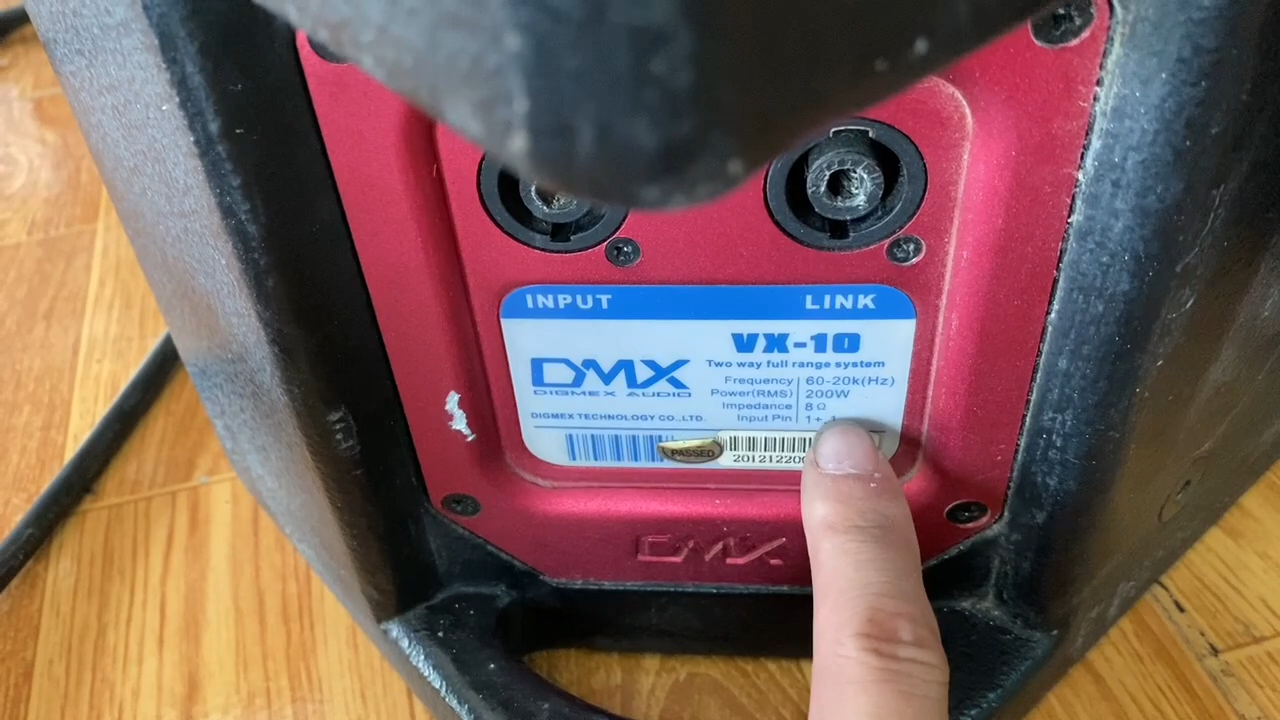 INPUT LINK
VX-10
Two way full range system
DMX
DIGMEX AUDIO
DIGMEX TECHNOLOGY CO.,LTD.
Frequency 60-20k(Hz)
Power(RMS) 200W
Impedance 8Ω
Input Pin 1+
PASSED
DMX